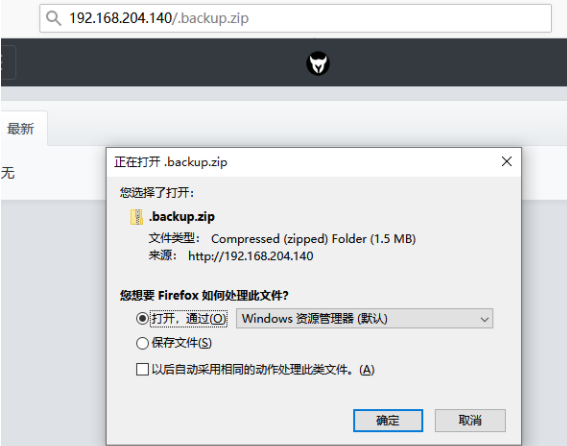 192.168.204.140/.backup.zip
最新
无
正在打开 .backup.zip
您选择了打开:
.backup.zip
文件类型: Compressed (zipped) Folder (1.5 MB)
来源: http://192.168.204.140
您想要 Firefox 如何处理此文件?
打开，通过(O) Windows 资源管理器 (默认)
保存文件(S)
以后自动采用相同的动作处理此类文件。(A)
确定 取消